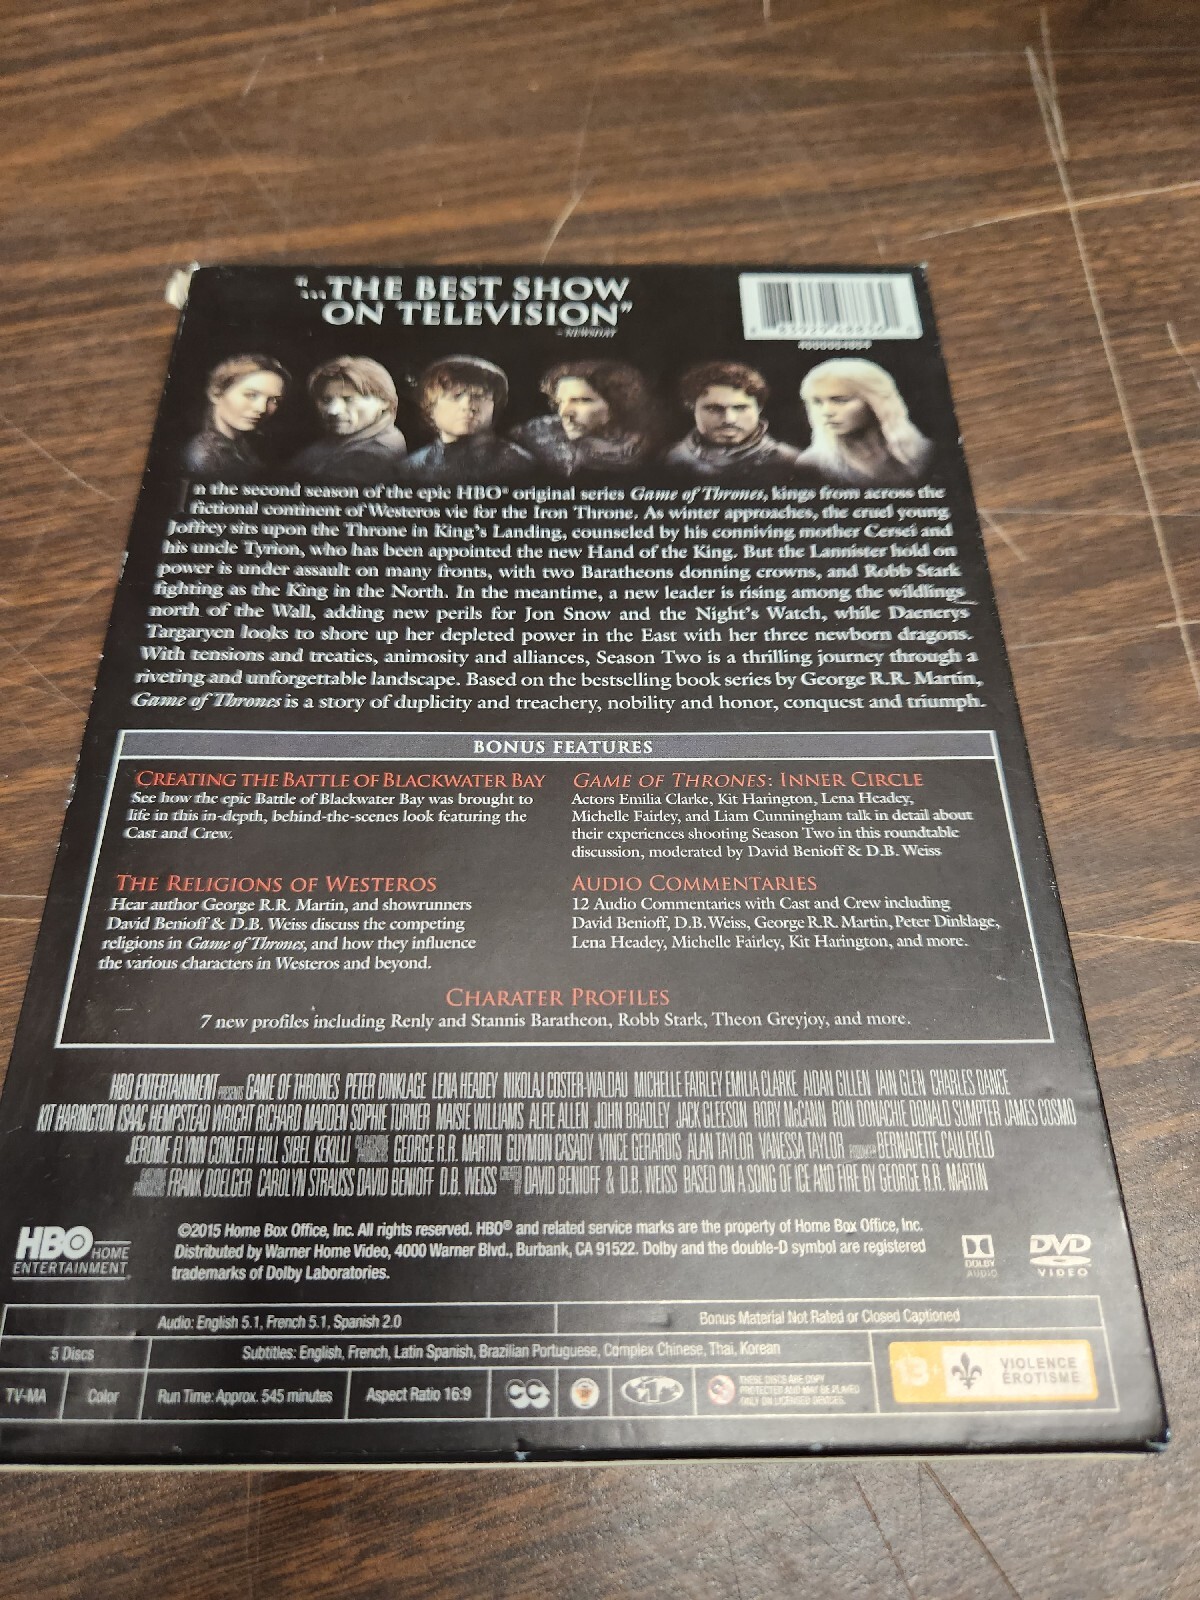 "...THE BEST SHOW
ON TELEVISION"
- NEWSDAY
In the second season of the epic HBO® original series Game of Thrones, kings from across the
fictional continent of Westeros vie for the Iron Throne. As winter approaches, the cruel young
Joffrey sits upon the Throne in King's Landing, counseled by his conniving mother Cersei and
his uncle Tyrion, who has been appointed the new Hand of the King. But the Lannister hold on
power is under assault on many fronts, with two Baratheons donning crowns, and Robb Stark
fighting as the King in the North. In the meantime, a new leader is rising among the wildlings
north of the Wall, adding new perils for Jon Snow and the Night's Watch, while Daenerys
Targaryen looks to shore up her depleted power in the East with her three newborn dragons.
With tensions and treaties, animosity and alliances, Season Two is a thrilling journey through a
riveting and unforgettable landscape. Based on the bestselling book series by George R.R. Martin,
Game of Thrones is a story of duplicity and treachery, nobility and honor, conquest and triumph.
BONUS FEATURES
CREATING THE BATTLE OF BLACKWATER BAY
See how the epic Battle of Blackwater Bay was brought to
life in this in-depth, behind-the-scenes look featuring the
Cast and Crew.
GAME OF THRONES: INNER CIRCLE
Actors Emilia Clarke, Kit Harington, Lena Headey,
Michelle Fairley, and Liam Cunningham talk in detail about
their experiences shooting Season Two in this roundtable
discussion, moderated by David Benioff & D.B. Weiss
THE RELIGIONS OF WESTEROS
Hear author George R.R. Martin, and showrunners
David Benioff & D.B. Weiss discuss the competing
religions in Game of Thrones, and how they influence
the various characters in Westeros and beyond.
AUDIO COMMENTARIES
12 Audio Commentaries with Cast and Crew including
David Benioff, D.B. Weiss, George R.R. Martin, Peter Dinklage,
Lena Headey, Michelle Fairley, Kit Harington, and more.
CHARATER PROFILES
7 new profiles including Renly and Stannis Baratheon, Robb Stark, Theon Greyjoy, and more.
HBO ENTERTAINMENT PRESENTS GAME OF THRONES PETER DINKLAGE LENA HEADEY NIKOLAJ COSTER-WALDAU MICHELLE FAIRLEY EMILIA CLARKE AIDAN GILLEN IAIN GLEN CHARLES DANCE
KIT HARINGTON ISAAC HEMPSTEAD WRIGHT RICHARD MADDEN SOPHIE TURNER MAISIE WILLIAMS ALFIE ALLEN JOHN BRADLEY JACK GLEESON RORY McCANN RON DONACHIE DONALD SUMPTER JAMES COSMO
JEROME FLYNN CONLETH HILL SIBEL KEKILLI GEORGE R.R. MARTIN GUYMON CASADY VINCE GERARDIS ALAN TAYLOR VANESSA TAYLOR BERNADETTE CAULFIELD
EXECUTIVE PRODUCERS FRANK DOELGER CAROLYN STRAUSS DAVID BENIOFF D.B. WEISS CREATED BY DAVID BENIOFF & D.B. WEISS BASED ON A SONG OF ICE AND FIRE BY GEORGE R.R. MARTIN
HBO HOME
ENTERTAINMENT
©2015 Home Box Office, Inc. All rights reserved. HBO® and related service marks are the property of Home Box Office, Inc.
Distributed by Warner Home Video, 4000 Warner Blvd., Burbank, CA 91522. Dolby and the double-D symbol are registered
trademarks of Dolby Laboratories.
DOLBY
AUDIO
DVD
VIDEO
Audio: English 5.1, French 5.1, Spanish 2.0
Bonus Material Not Rated or Closed Captioned
5 Discs
Subtitles: English, French, Latin Spanish, Brazilian Portuguese, Complex Chinese, Thai, Korean
TV-MA
Color
Run Time: Approx. 545 minutes
Aspect Ratio 16:9
CC
1
THESE DISCS ARE COPY
PROTECTED AND MAY BE PLAYED
ONLY ON LICENSED DEVICES.
13+
VIOLENCE
ÉROTISME